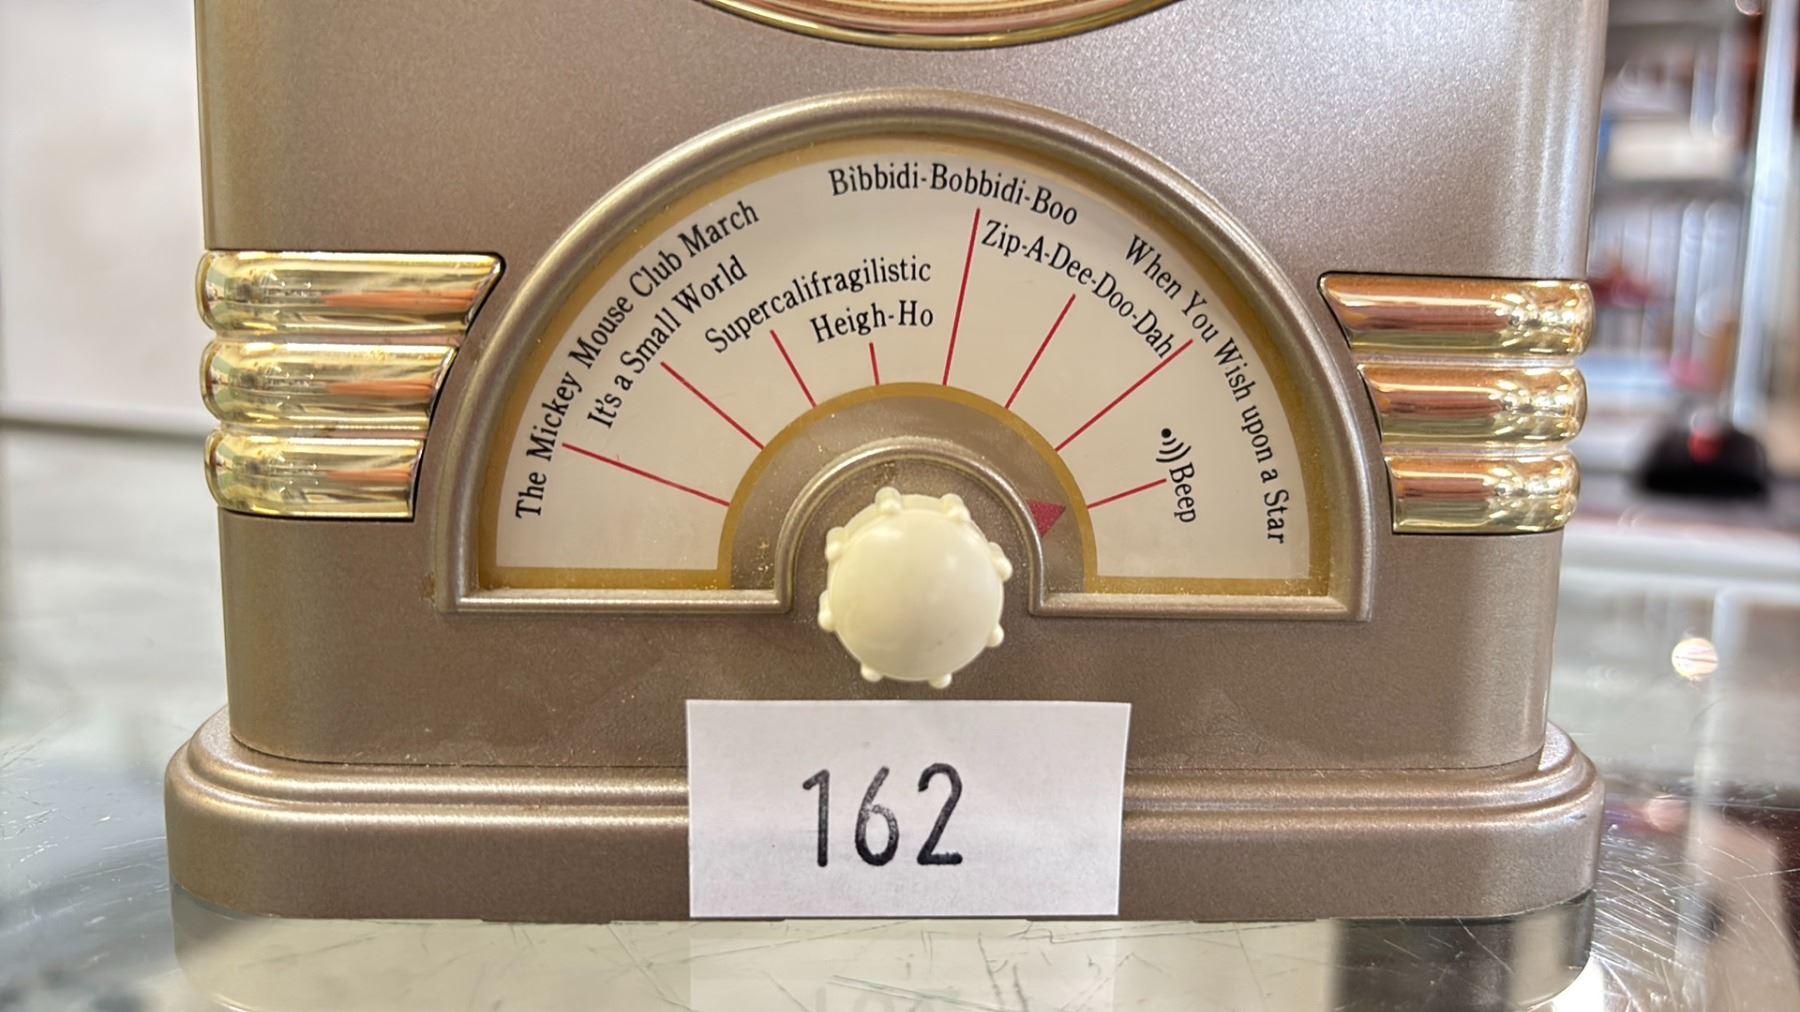 The Mickey Mouse Club March
It's a Small World
Supercalifragilistic
Heigh-Ho
Bibbidi-Bobbidi-Boo
Zip-A-Dee-Doo-Dah
When You Wish upon a Star
Beep
162